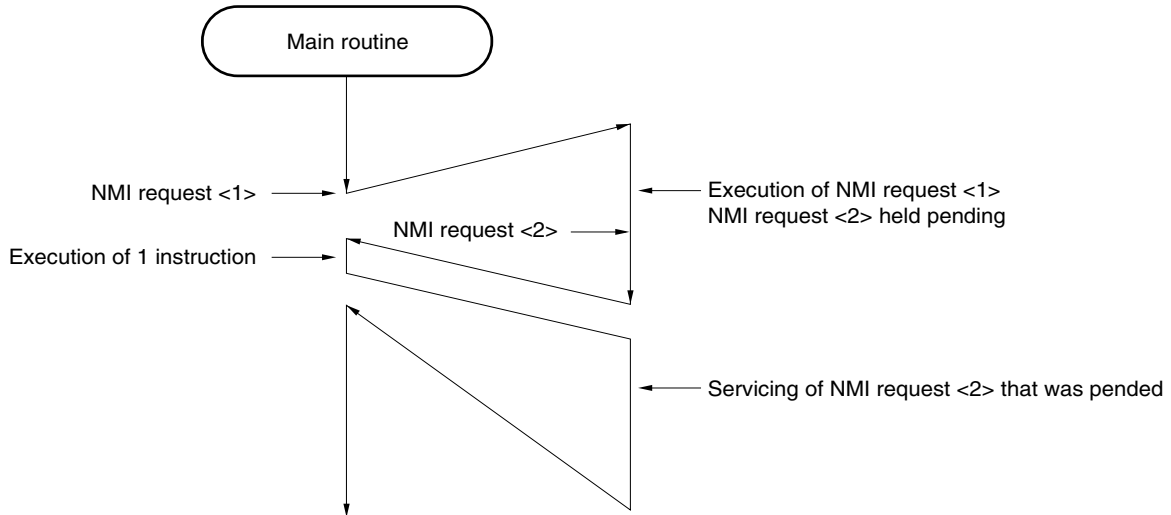 Main routine
NMI request <1>
Execution of NMI request <1>
NMI request <2> held pending
NMI request <2>
Execution of 1 instruction
Servicing of NMI request <2> that was pended